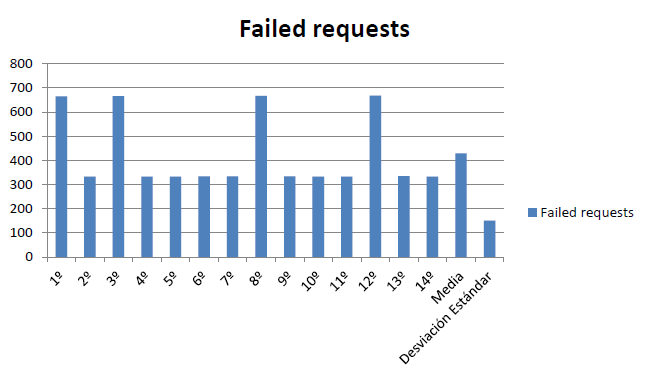 Failed requests
800
700
600
500
400
300
200
100
0
1º
2º
3º
4º
5º
6º
7º
8º
9º
10º
11º
12º
13º
14º
Media
Desviación Estándar
Failed requests